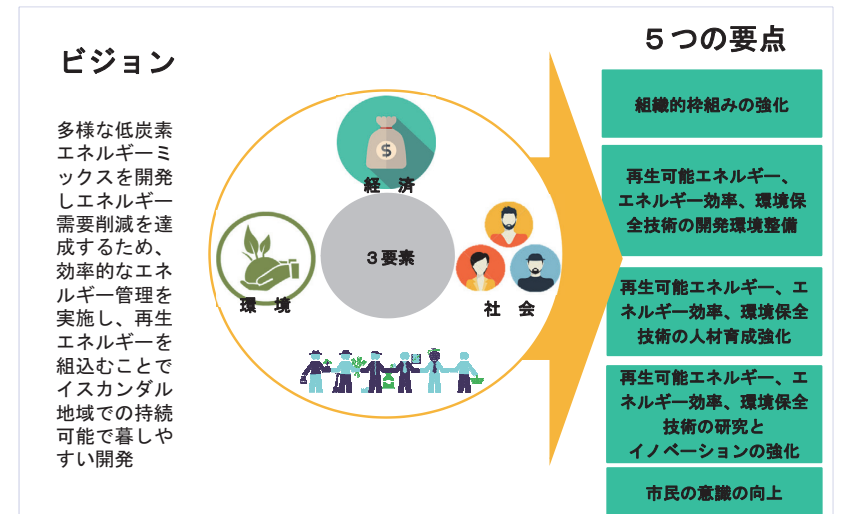 ビジョン
多様な低炭素
エネルギーミ
ックスを開発
しエネルギー
需要削減を達
成するため、
効率的なエネ
ルギー管理を
実施し、再生
エネルギーを
組込むことで
イスカンダル
地域での持続
可能で暮しや
すい開発
$
経 済
3要素
環 境
社 会
5つの要点
組織的枠組みの強化
再生可能エネルギー、
エネルギー効率、環境保
全技術の開発環境整備
再生可能エネルギー、エ
ネルギー効率、環境保全
技術の人材育成強化
再生可能エネルギー、エ
ネルギー効率、環境保全
技術の研究と
イノベーションの強化
市民の意識の向上